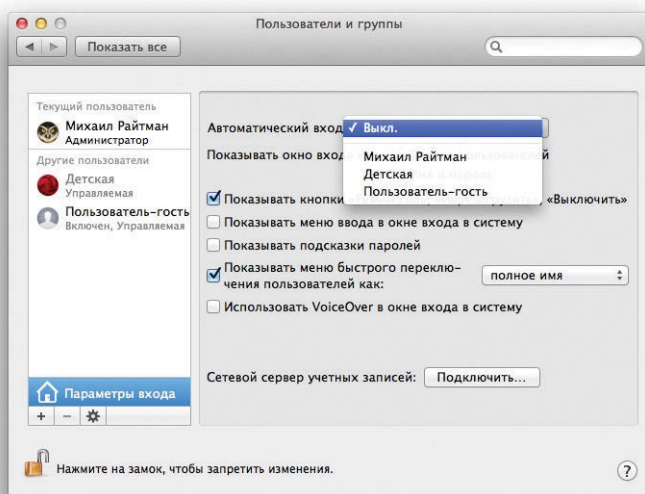 Пользователи и группы
Показать все
Текущий пользователь
Михаил Райтман
Администратор
Другие пользователи
Детская
Управляемая
Пользователь-гость
Включен, Управляемая
Параметры входа
Автоматический вход
✓ Выкл.
Михаил Райтман
Детская
Пользователь-гость
Показывать окно входа
Показывать кнопки «Выключить»
Показывать меню ввода в окне входа в систему
Показывать подсказки паролей
Показывать меню быстрого переклю-
чения пользователей как: полное имя
Использовать VoiceOver в окне входа в систему
Сетевой сервер учетных записей: Подключить...
+ −
Нажмите на замок, чтобы запретить изменения.
?